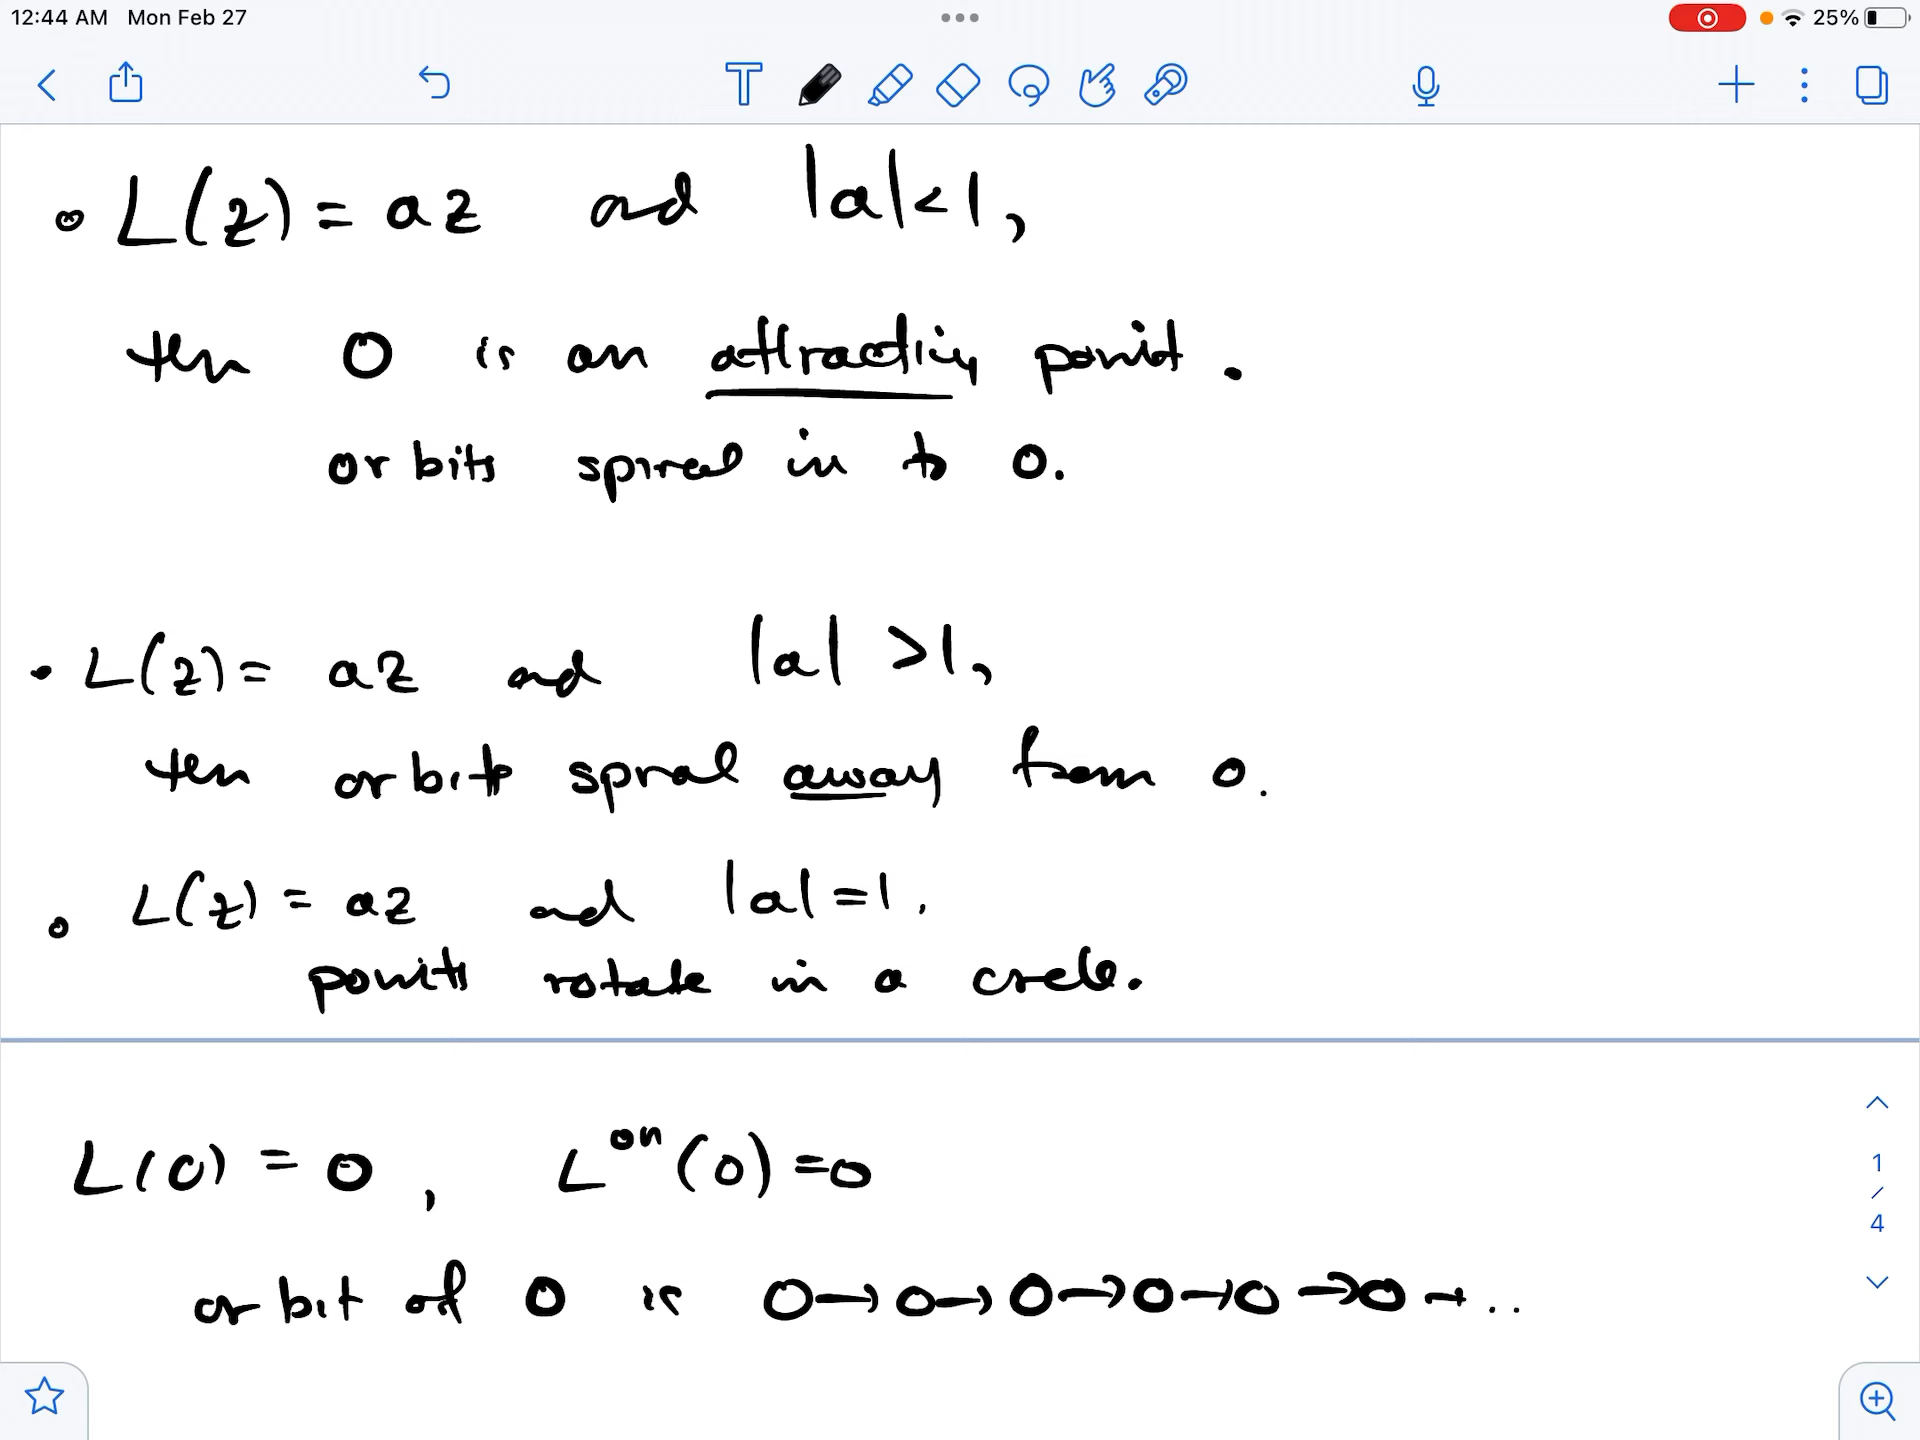 12:44 AM Mon Feb 27
25%
T
• L(z) = az and |a|<1,
then 0 is an attracting point.
orbits spiral in to 0.
• L(z) = az and |a| >1,
then orbits spiral away from 0.
• L(z) = az and |a|=1.
points rotate in a circle.
L(0) = 0, L^{on}(0)=0
orbit of 0 is 0→0→0→0→0→0→..
1
/
4